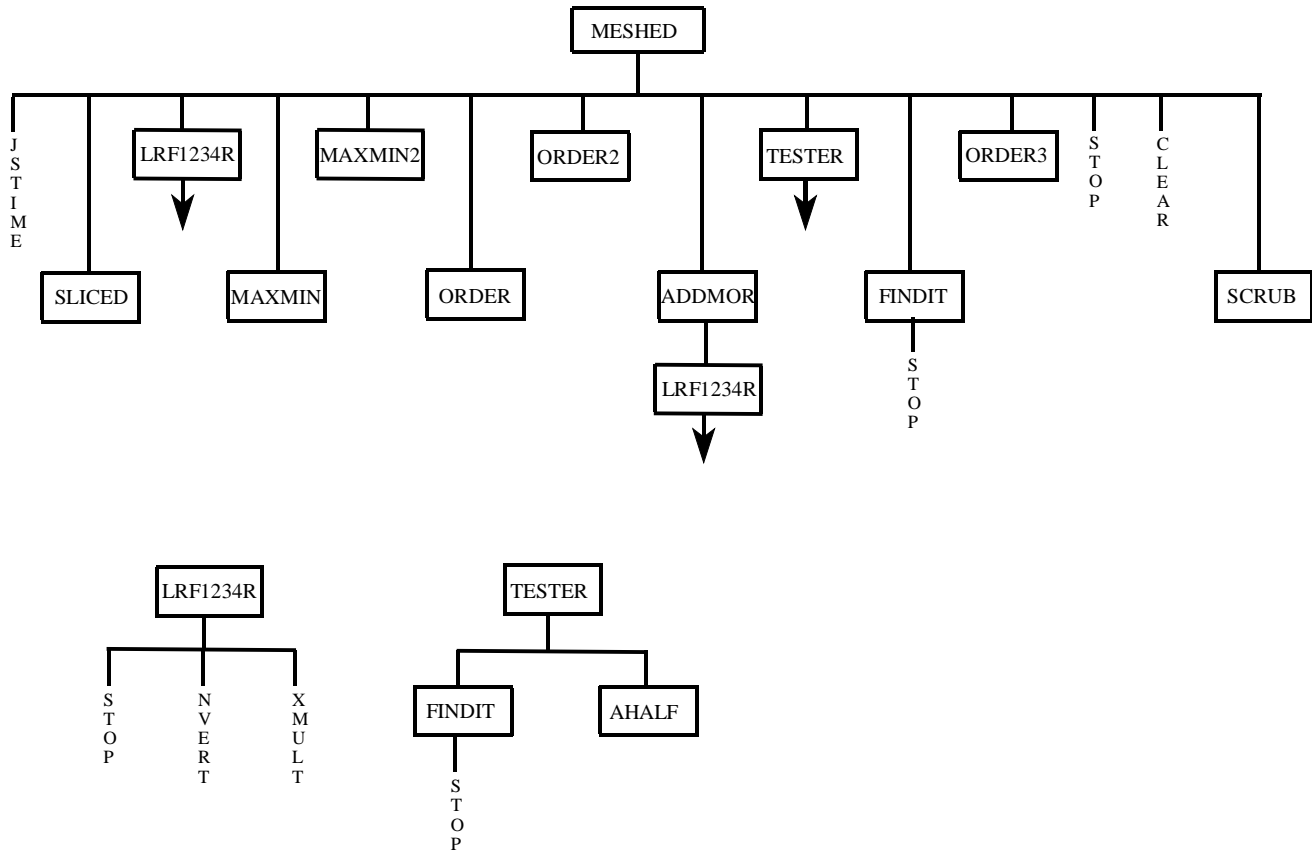 MESHED
JSTIME
LRF1234R
MAXMIN2
ORDER2
TESTER
ORDER3
STOP
CLEAR
SLICED
MAXMIN
ORDER
ADDMOR
FINDIT
SCRUB
LRF1234R
STOP
LRF1234R
TESTER
STOP
NVERT
XMULT
FINDIT
AHALF
STOP